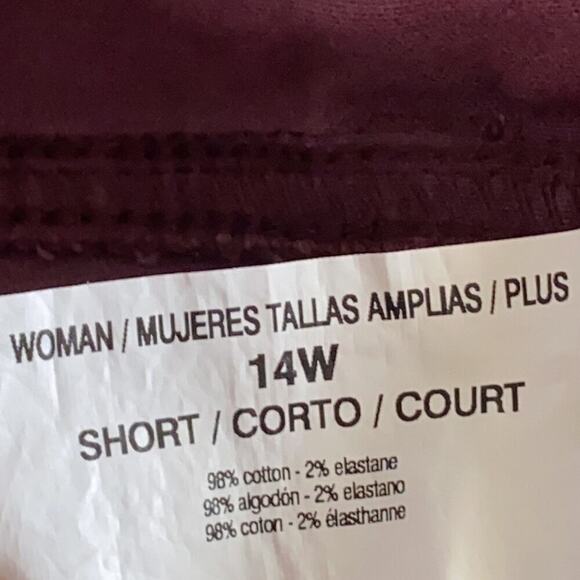 WOMAN / MUJERES TALLAS AMPLIAS / PLUS
14W
SHORT / CORTO / COURT
98% cotton - 2% elastane
98% algodón - 2% elastano
98% coton - 2% élasthanne